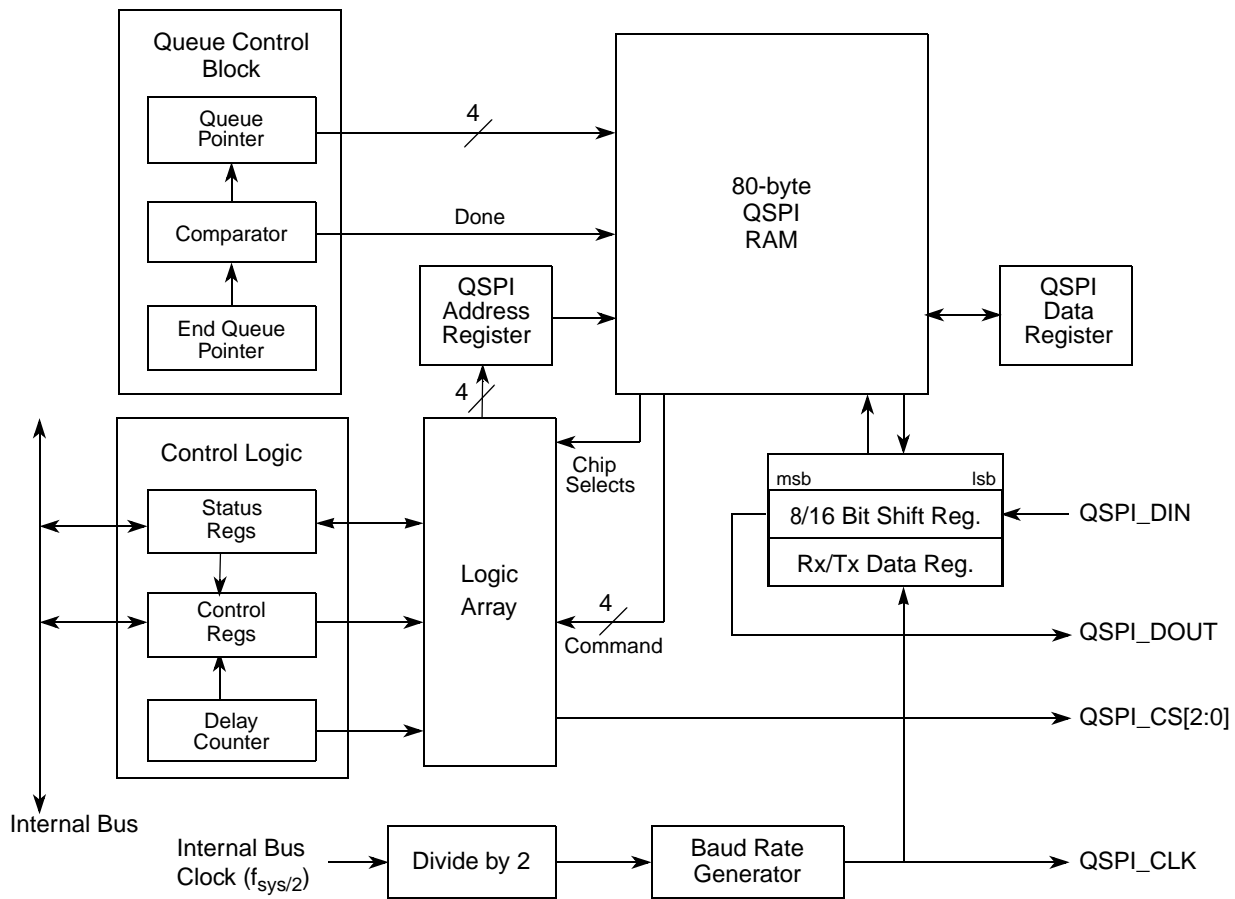 Queue Control
Block
Queue
Pointer
4
Comparator
Done
End Queue
Pointer
80-byte
QSPI
RAM
QSPI
Address
Register
QSPI
Data
Register
4
Control Logic
Status
Regs
Control
Regs
Delay
Counter
Logic
Array
Chip
Selects
4
Command
msb
lsb
8/16 Bit Shift Reg.
Rx/Tx Data Reg.
QSPI_DIN
QSPI_DOUT
QSPI_CS[2:0]
Internal Bus
Internal Bus
Clock (fsys/2)
Divide by 2
Baud Rate
Generator
QSPI_CLK